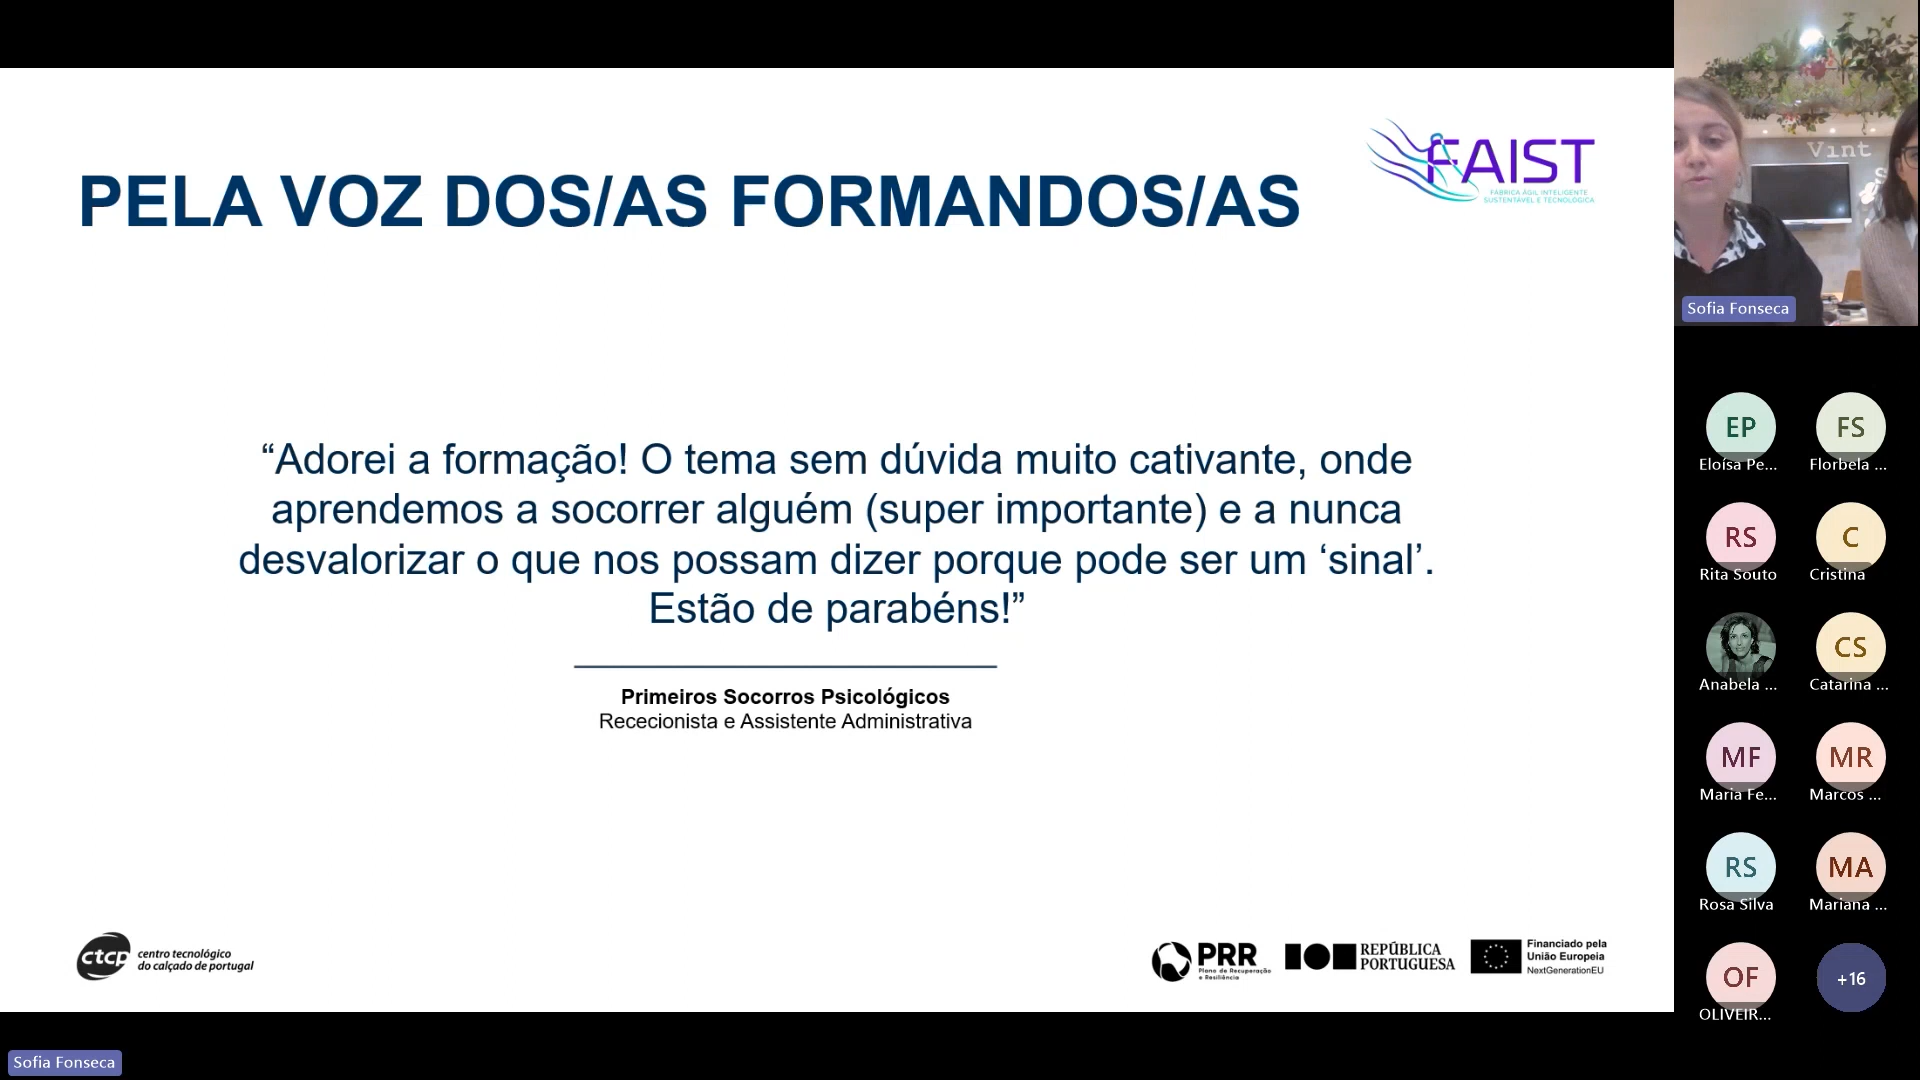 PELA VOZ DOS/AS FORMANDOS/AS
FAIST
FÁBRICA ÁGIL INTELIGENTE
SUSTENTÁVEL E TECNOLÓGICA
“Adorei a formação! O tema sem dúvida muito cativante, onde
aprendemos a socorrer alguém (super importante) e a nunca
desvalorizar o que nos possam dizer porque pode ser um ‘sinal’.
Estão de parabéns!”
Primeiros Socorros Psicológicos
Rececionista e Assistente Administrativa
ctcp
centro tecnológico
do calçado de portugal
PRR
Plano de Recuperação
e Resiliência
REPÚBLICA
PORTUGUESA
Financiado pela
União Europeia
NextGenerationEU
Sofia Fonseca
Vint
Sofia Fonseca
EP
Eloísa Pe...
FS
Florbela ...
RS
Rita Souto
C
Cristina
Anabela ...
CS
Catarina ...
MF
Maria Fe...
MR
Marcos ...
RS
Rosa Silva
MA
Mariana ...
OF
OLIVEIR...
+16